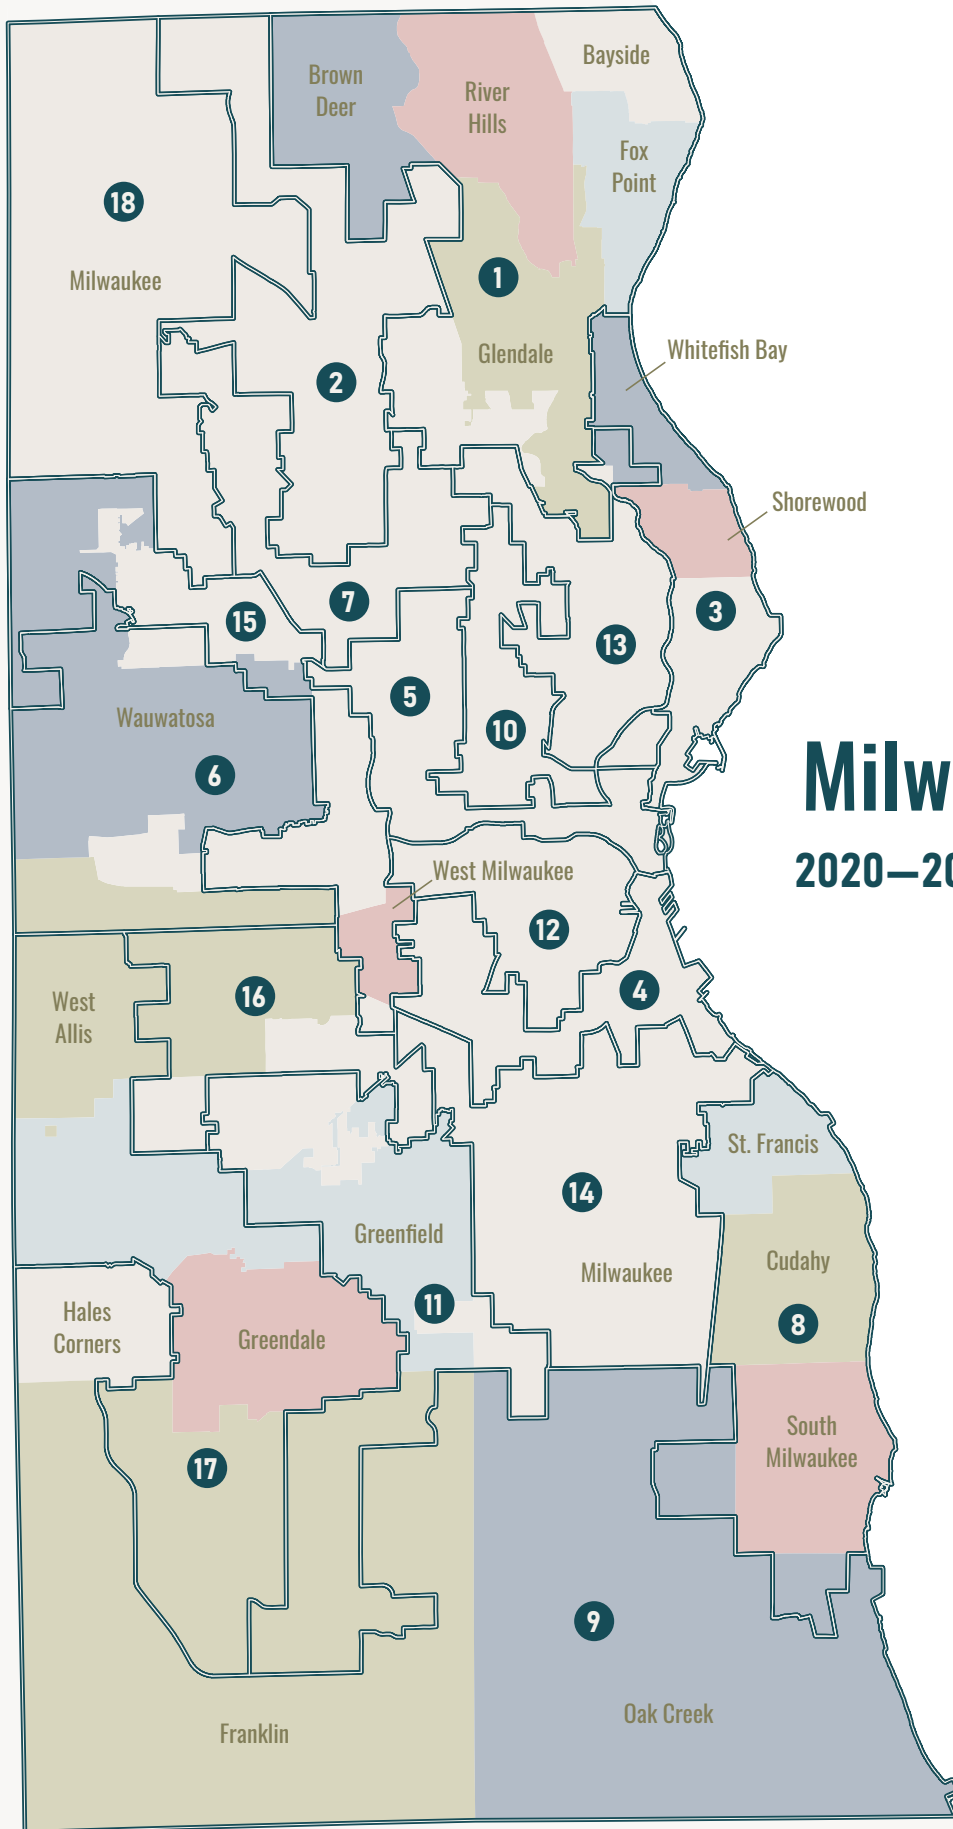 Bayside
Brown
Deer
River
Hills
Fox
Point
18
Milwaukee
1
Glendale
Whitefish Bay
2
Shorewood
7
15
3
13
5
Wauwatosa
10
6
Milw
2020–20
West Milwaukee
12
16
4
West
Allis
St. Francis
14
Greenfield
Milwaukee
Cudahy
11
8
Hales
Corners
Greendale
South
Milwaukee
17
9
Oak Creek
Franklin